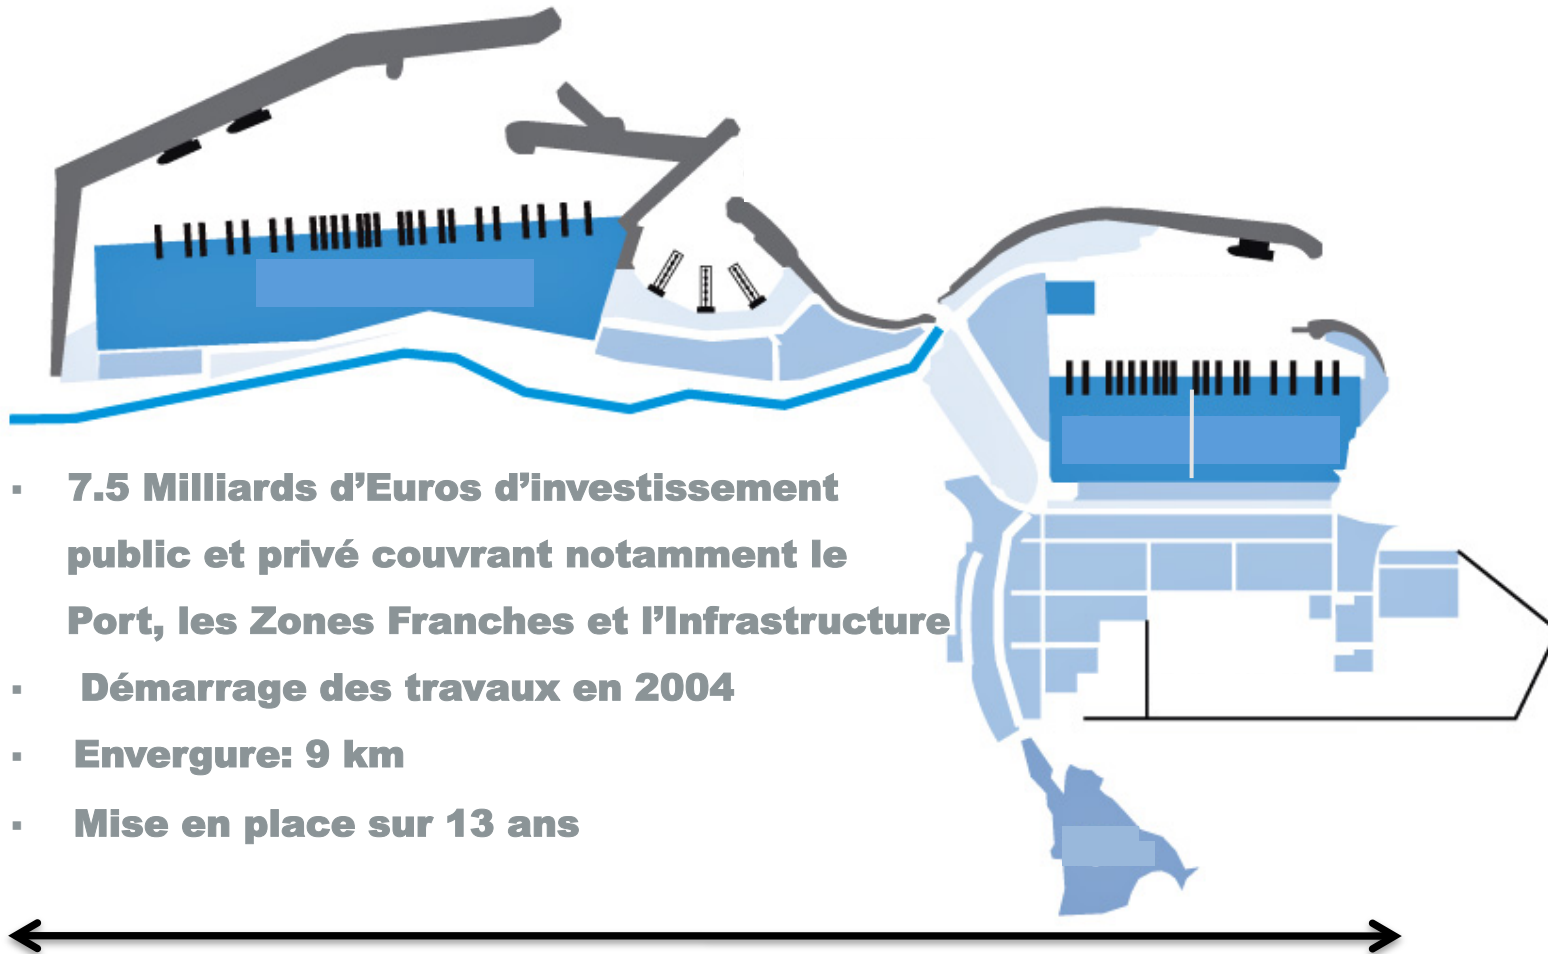 ▪ 7.5 Milliards d’Euros d’investissement
public et privé couvrant notamment le
Port, les Zones Franches et l’Infrastructure
▪ Démarrage des travaux en 2004
▪ Envergure: 9 km
▪ Mise en place sur 13 ans